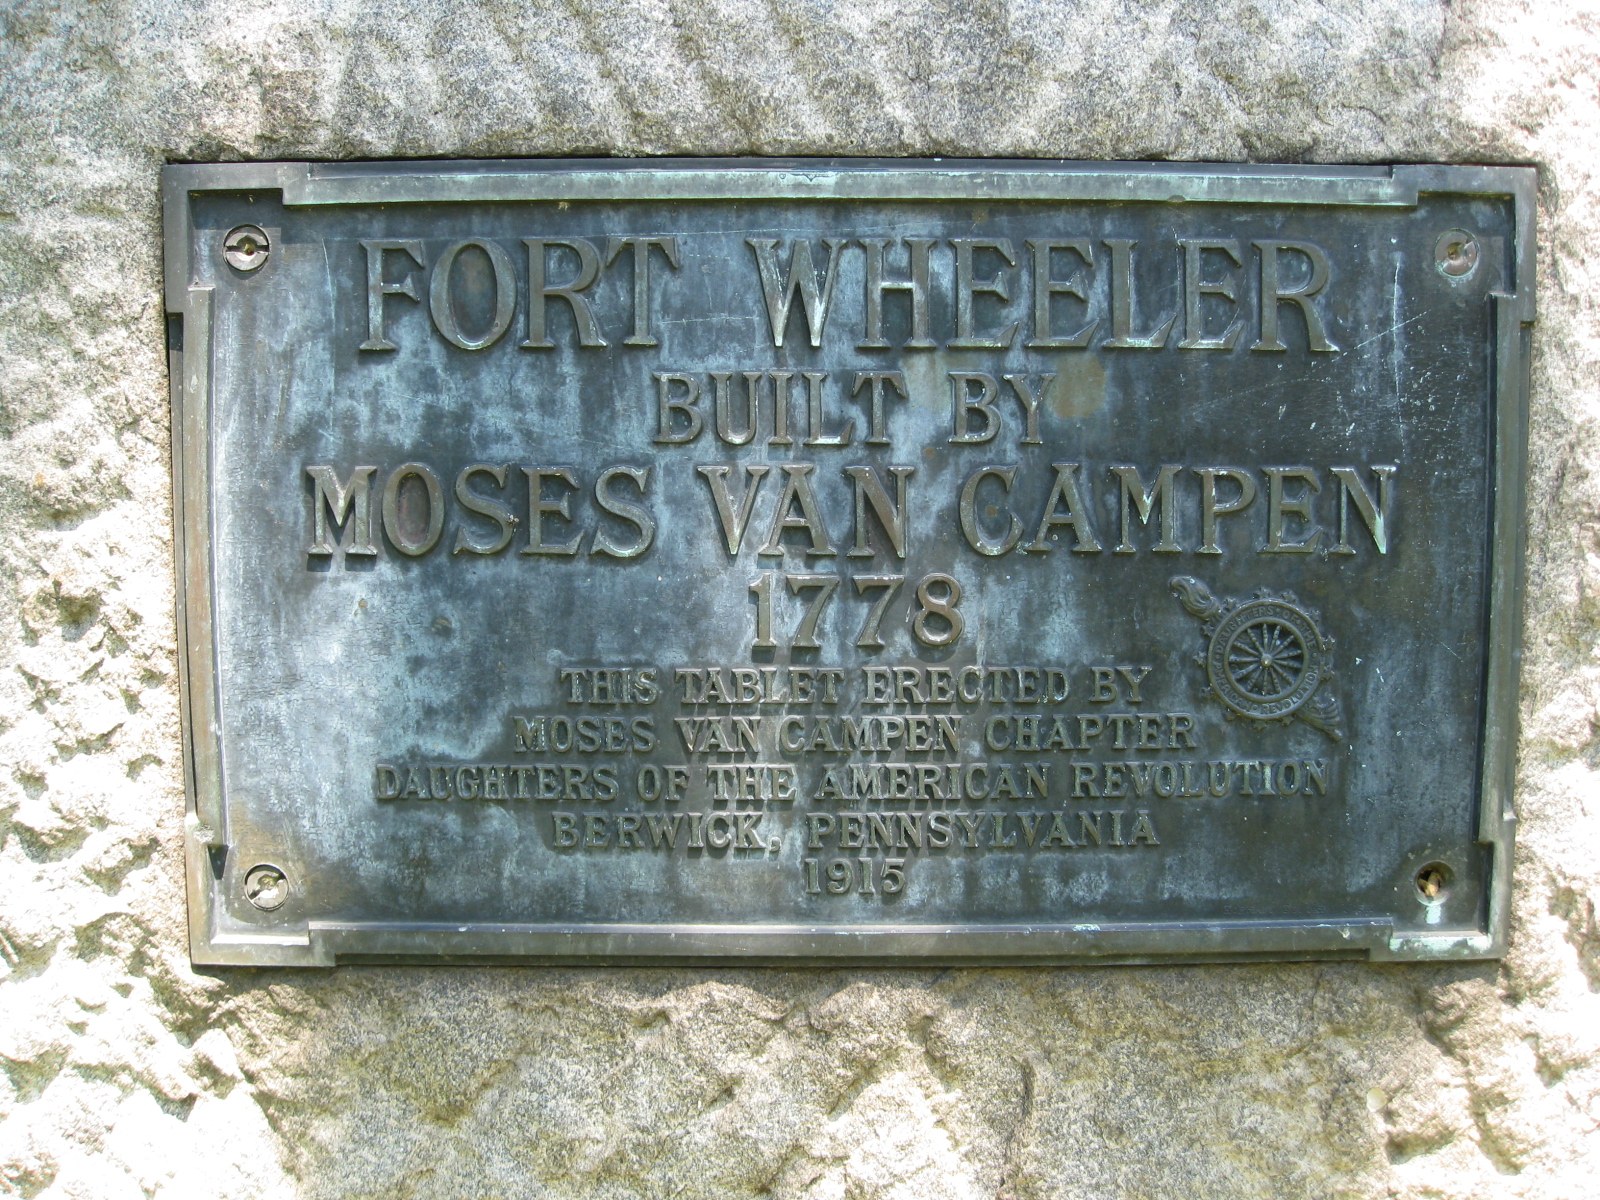 FORT WHEELER
BUILT BY
MOSES VAN CAMPEN
1778
THIS TABLET ERECTED BY
MOSES VAN CAMPEN CHAPTER
DAUGHTERS OF THE AMERICAN REVOLUTION
BERWICK, PENNSYLVANIA
1915